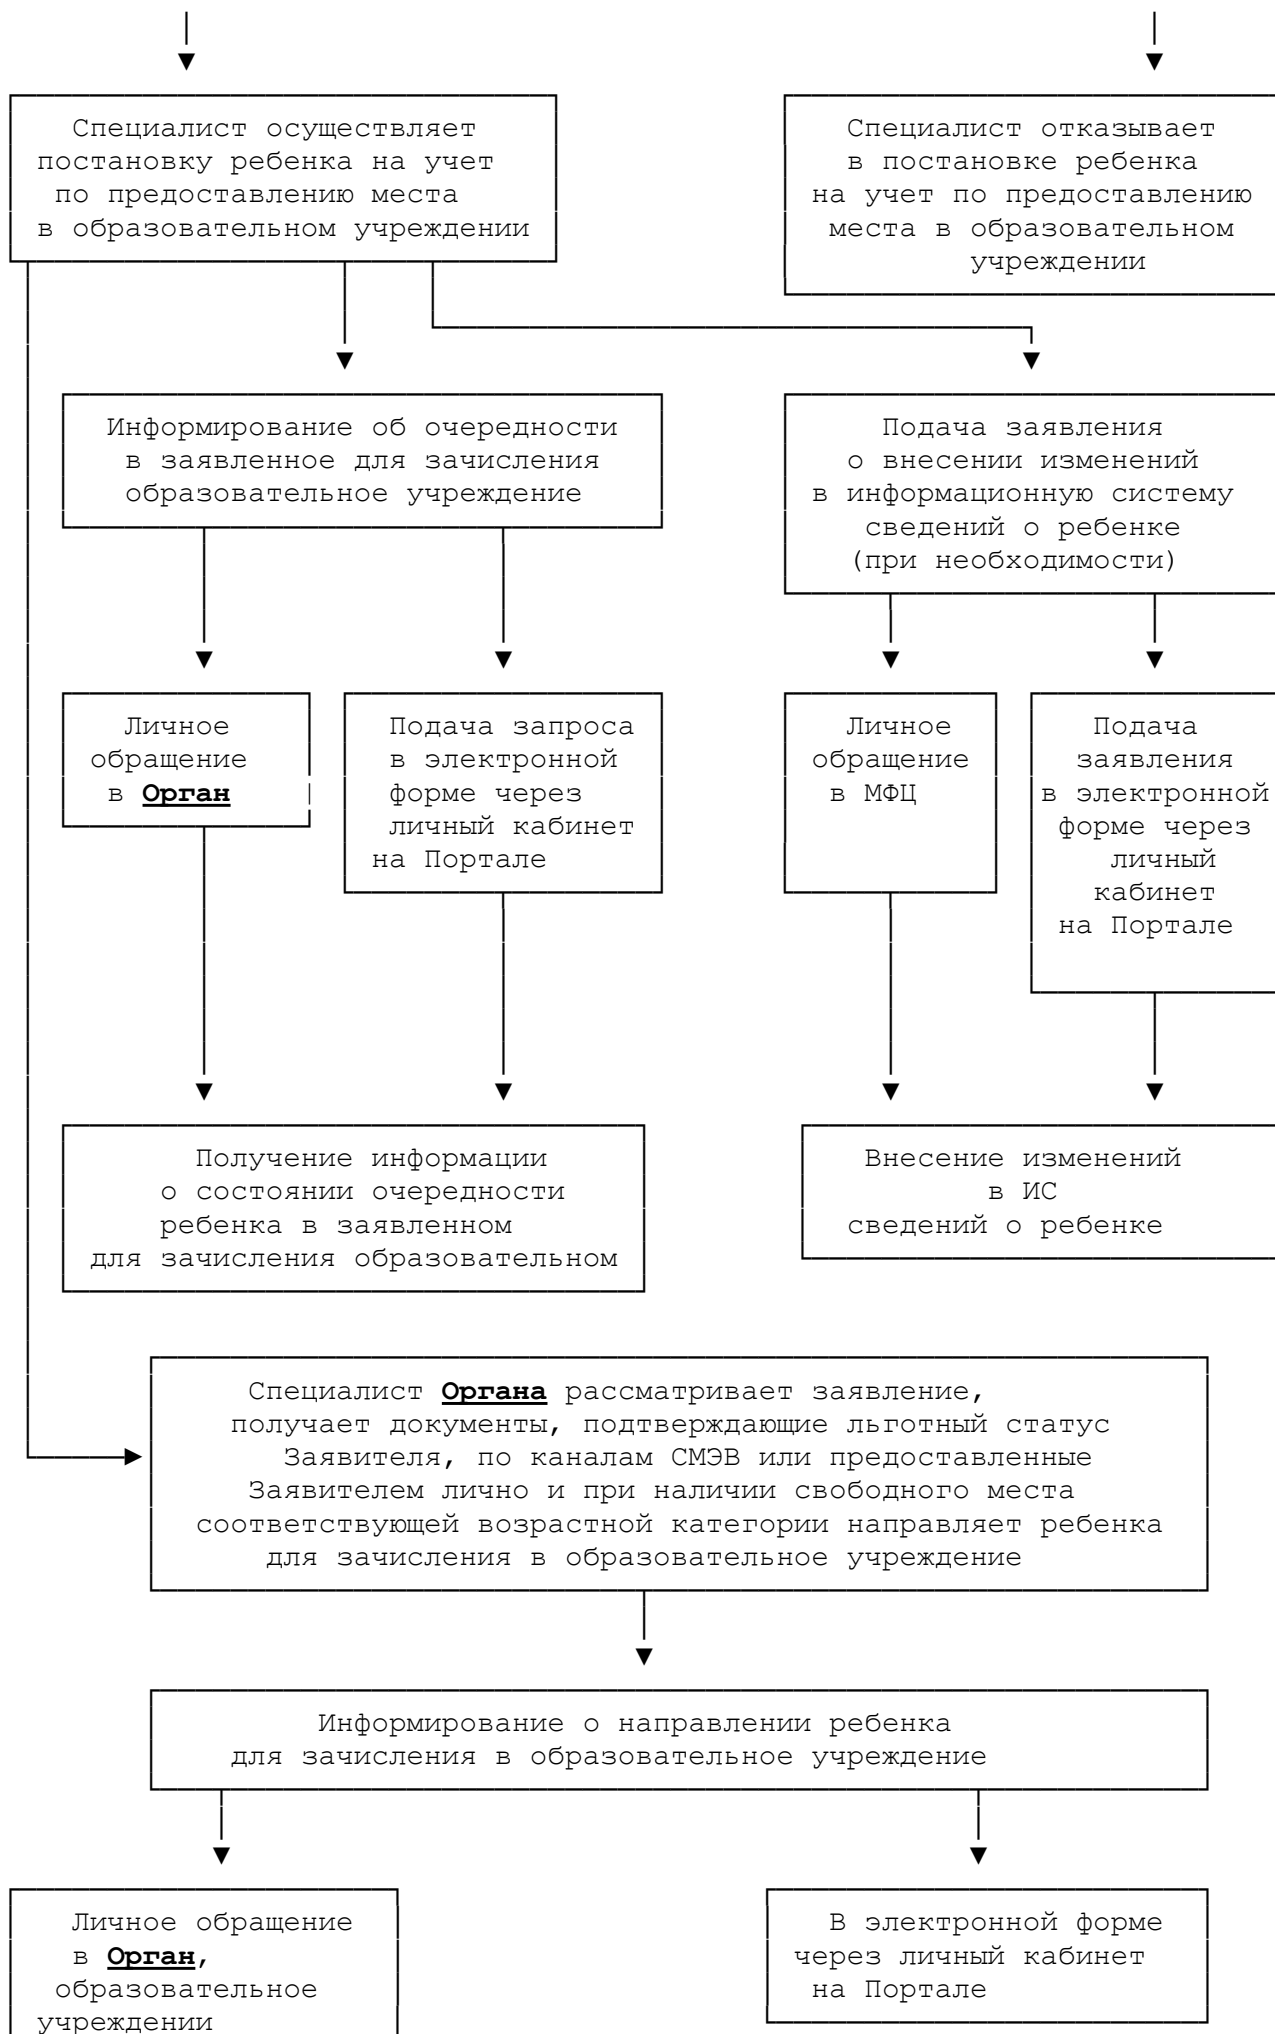 Специалист осуществляет
постановку ребенка на учет
по предоставлению места
в образовательном учреждении
Специалист отказывает
в постановке ребенка
на учет по предоставлению
места в образовательном
учреждении
Информирование об очередности
в заявленное для зачисления
образовательное учреждение
Подача заявления
о внесении изменений
в информационную систему
сведений о ребенке
(при необходимости)
Личное
обращение
в Орган
Подача запроса
в электронной
форме через
личный кабинет
на Портале
Личное
обращение
в МФЦ
Подача
заявления
в электронной
форме через
личный
кабинет
на Портале
Получение информации
о состоянии очередности
ребенка в заявленном
для зачисления образовательном
Внесение изменений
в ИС
сведений о ребенке
Специалист Органа рассматривает заявление,
получает документы, подтверждающие льготный статус
Заявителя, по каналам СМЭВ или предоставленные
Заявителем лично и при наличии свободного места
соответствующей возрастной категории направляет ребенка
для зачисления в образовательное учреждение
Информирование о направлении ребенка
для зачисления в образовательное учреждение
Личное обращение
в Орган,
образовательное
учреждении
В электронной форме
через личный кабинет
на Портале